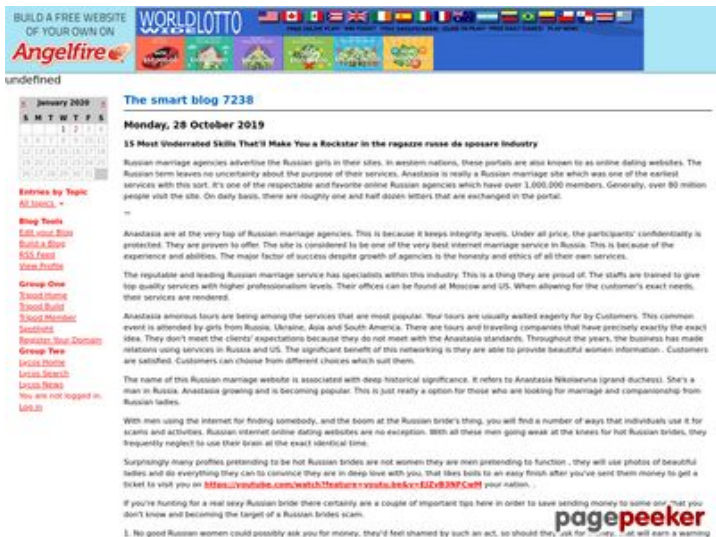 BUILD A FREE WEBSITE
OF YOUR OWN ON
Angelfire
WORLDLOTTO
WIDE
undefined
« January 2020 »
S M T W T F S
1 2 3 4
Entries by Topic
All topics
Blog Tools
Edit your Blog
Build a Blog
RSS Feed
View Profile
Group One
Tripod Home
Tripod Build
Tripod Member
Spotlight
Register Your Domain
Group Two
Lycos Home
Lycos Search
Lycos News
You are not logged in.
Log in
The smart blog 7238
Monday, 28 October 2019
15 Most Underrated Skills That'll Make You a Rockstar in the ragazze russe da sposare Industry
Russian marriage agencies advertise the Russian girls in their sites. In western nations, these portals are also known to as online dating websites. The
Russian term leaves no uncertainty about the purpose of their services. Anastasia is really a Russian marriage site which was one of the earliest
services with this sort. It's one of the respectable and favorite online Russian agencies which have over 1,000,000 members. Generally, over 80 million
people visit the site. On daily basis, there are roughly one and half dozen letters that are exchanged in the portal.
Anastasia are at the very top of Russian marriage agencies. This is because it keeps integrity levels. Under all price, the participants' confidentiality is
protected. They are proven to offer. The site is considered to be one of the very best internet marriage service in Russia. This is because of the
experience and abilities. The major factor of success despite growth of agencies is the honesty and ethics of all their own services.
The reputable and leading Russian marriage service has specialists within this industry. This is a thing they are proud of. The staffs are trained to give
top quality services with higher professionalism levels. Their offices can be found at Moscow and US. When allowing for the customer's exact needs,
their services are rendered.
Anastasia amorous tours are being among the services that are most popular. Your tours are usually waited eagerly for by Customers. This common
event is attended by girls from Russia, Ukraine, Asia and South America. There are tours and traveling companies that have precisely exactly the exact
idea. They don't meet the clients' expectations because they do not meet with the Anastasia standards. Throughout the years, the business has made
relations using services in Russia and US. The significant benefit of this networking is they are able to provide beautiful women information . Customers
are satisfied. Customers can choose from different choices which suit them.
The name of this Russian marriage website is associated with deep historical significance. It refers to Anastasia Nikolaevna (grand duchess). She's a
man in Russia. Anastasia growing and is becoming popular. This is just really a option for those who are looking for marriage and companionship from
Russian ladies.
With men using the internet for finding somebody, and the boom at the Russian bride's thing, you will find a number of ways that individuals use it for
scams and activities. Russian internet online dating websites are no exception. With all these men going weak at the knees for hot Russian brides, they
frequently neglect to use their brain at the exact identical time.
Surprisingly many profiles pretending to be hot Russian brides are not women they are men pretending to function , they will use photos of beautiful
ladies and do everything they can to convince they are in deep love with you, that likes boils to an easy finish after you've sent them money to get a
ticket to visit you on https://youtube.com/watch?feature=youtu.be&v=EJZvB3NFCwM your nation. .
If you're hunting for a real sexy Russian bride there certainly are a couple of important tips here in order to save sending money to some one that you
don't know and becoming the target of a Russian brides scam.
1. No good Russian women could possibly ask you for money, they'd feel shamed by such an act, so should they ask for money, that will earn a warning
pagepeeker